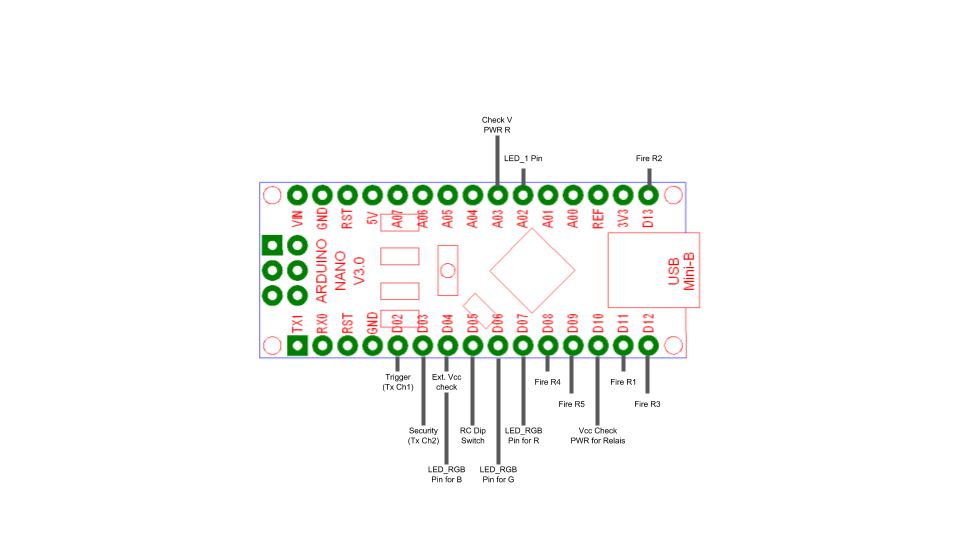 Check V
PWR R
LED_1 Pin
Fire R2
VIN
GND
RST
5V
A07
A06
A05
A04
A03
A02
A01
A00
REF
3V3
D13
ARDUINO
NANO
V3.0
USB
Mini-B
TX1
RX0
RST
GND
D02
D03
D04
D05
D06
D07
D08
D09
D10
D11
D12
Trigger
(Tx Ch1)
Ext. Vcc
check
Fire R4
Fire R1
Fire R5
Fire R3
Security
(Tx Ch2)
RC Dip
Switch
LED_RGB
Pin for R
Vcc Check
PWR for Relais
LED_RGB
Pin for B
LED_RGB
Pin for G